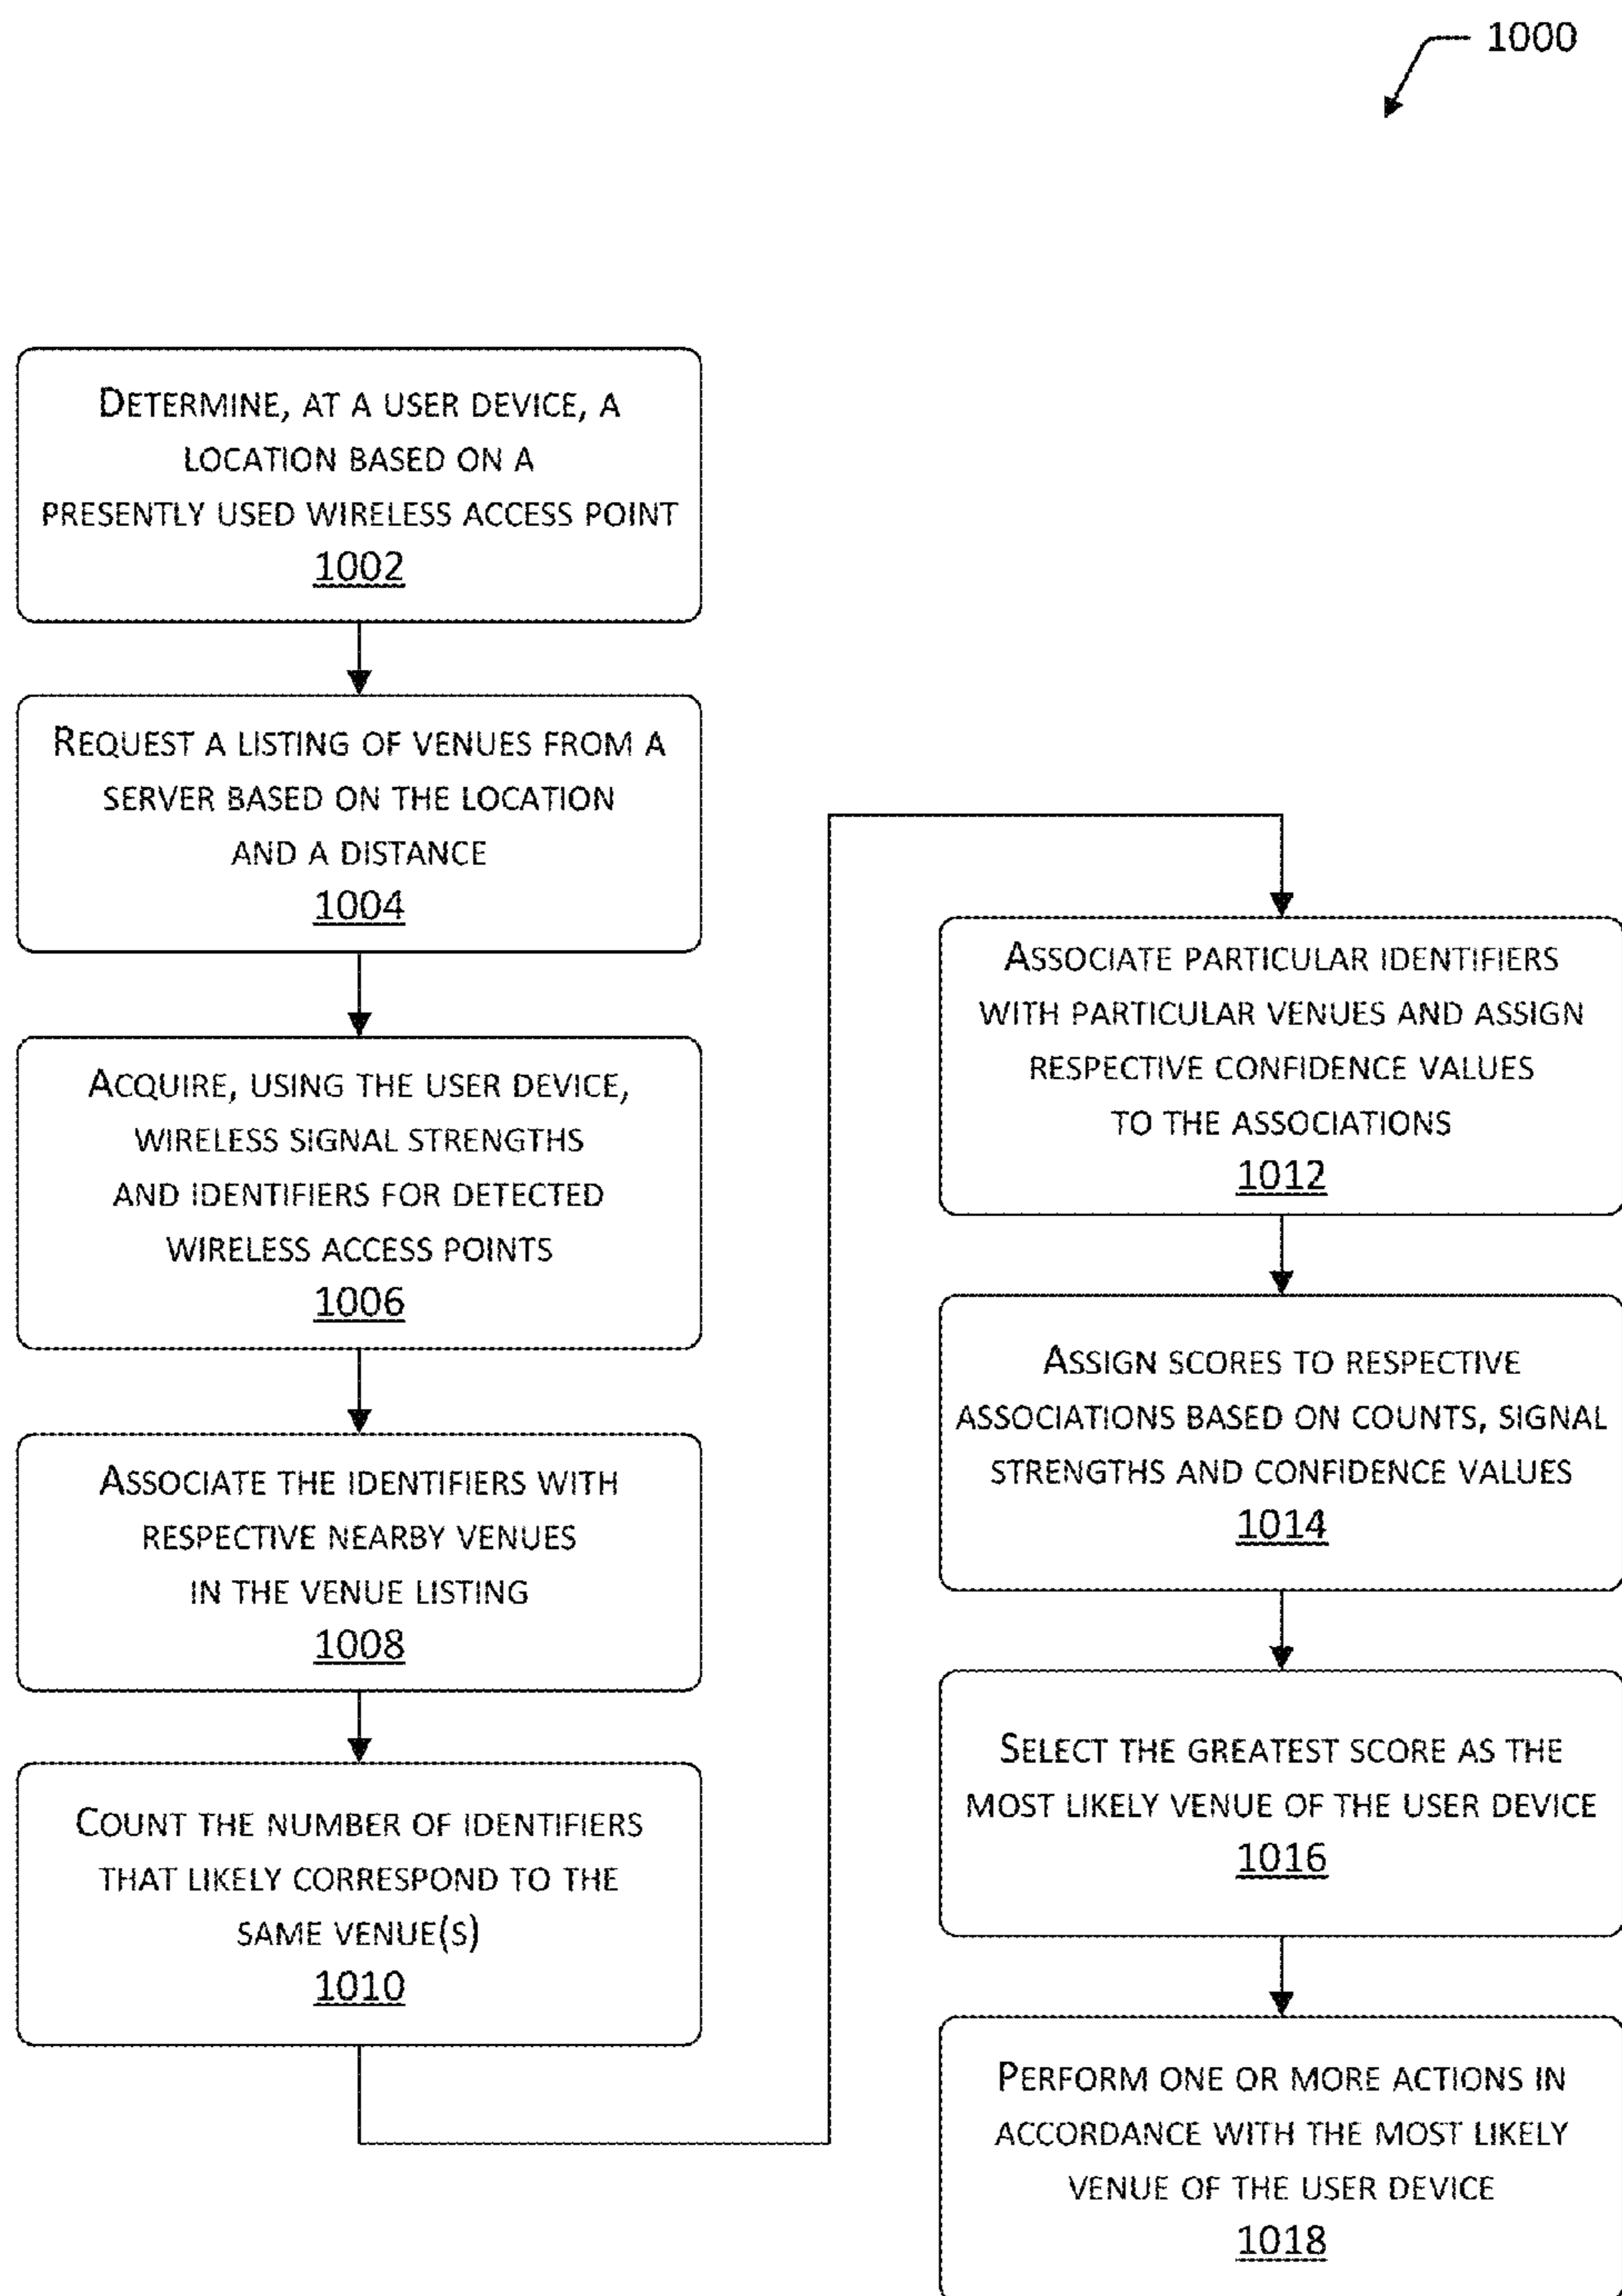 1000
DETERMINE, AT A USER DEVICE, A
LOCATION BASED ON A
PRESENTLY USED WIRELESS ACCESS POINT
1002
REQUEST A LISTING OF VENUES FROM A
SERVER BASED ON THE LOCATION
AND A DISTANCE
1004
ACQUIRE, USING THE USER DEVICE,
WIRELESS SIGNAL STRENGTHS
AND IDENTIFIERS FOR DETECTED
WIRELESS ACCESS POINTS
1006
ASSOCIATE THE IDENTIFIERS WITH
RESPECTIVE NEARBY VENUES
IN THE VENUE LISTING
1008
COUNT THE NUMBER OF IDENTIFIERS
THAT LIKELY CORRESPOND TO THE
SAME VENUE(S)
1010
ASSOCIATE PARTICULAR IDENTIFIERS
WITH PARTICULAR VENUES AND ASSIGN
RESPECTIVE CONFIDENCE VALUES
TO THE ASSOCIATIONS
1012
ASSIGN SCORES TO RESPECTIVE
ASSOCIATIONS BASED ON COUNTS, SIGNAL
STRENGTHS AND CONFIDENCE VALUES
1014
SELECT THE GREATEST SCORE AS THE
MOST LIKELY VENUE OF THE USER DEVICE
1016
PERFORM ONE OR MORE ACTIONS IN
ACCORDANCE WITH THE MOST LIKELY
VENUE OF THE USER DEVICE
1018